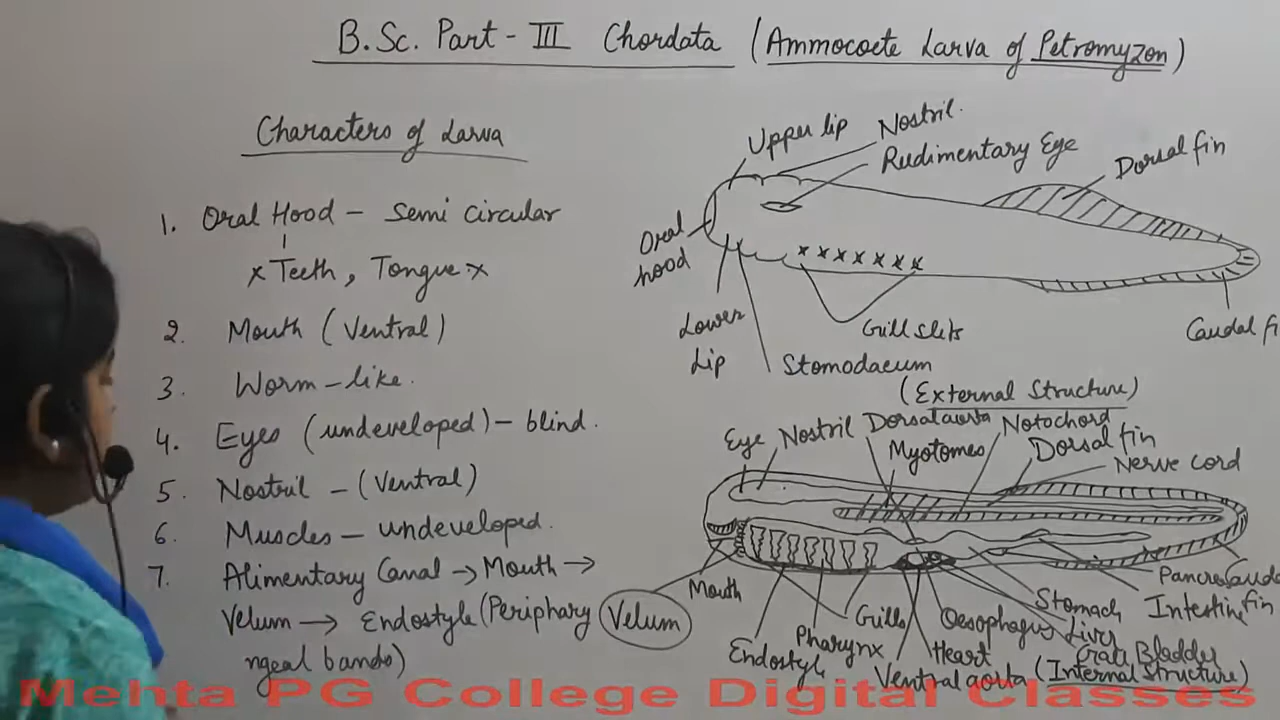 B.Sc. Part - III Chordata (Ammocoete Larva of Petromyzon)
Characters of Larva
1. Oral Hood - Semi circular
x Teeth, Tongue x
2. Mouth (Ventral)
3. Worm-like.
4. Eyes (undeveloped) - blind.
5. Nostril - (Ventral)
6. Muscles - undeveloped.
7. Alimentary Canal → Mouth →
Velum → Endostyle (Periphary
ngeal bands)
Upper lip
Nostril.
Rudimentary Eye
Dorsal fin
Oral
hood
Lower
Lip
Gill slits
Stomodaeum
Caudal fi
(External Structure)
Eye
Nostril
Dorsal aorta
Notochord
Myotomes
Dorsal fin
Nerve cord
Mouth
Velum
Endostyle
Pharynx
Gills
Ventral aorta
Heart
Oesophagus
Stomach
Liver
Gall Bladder
Pancreas
Intestine
Caudal
fin
(Internal Structure)
Mehta PG College Digital Classes